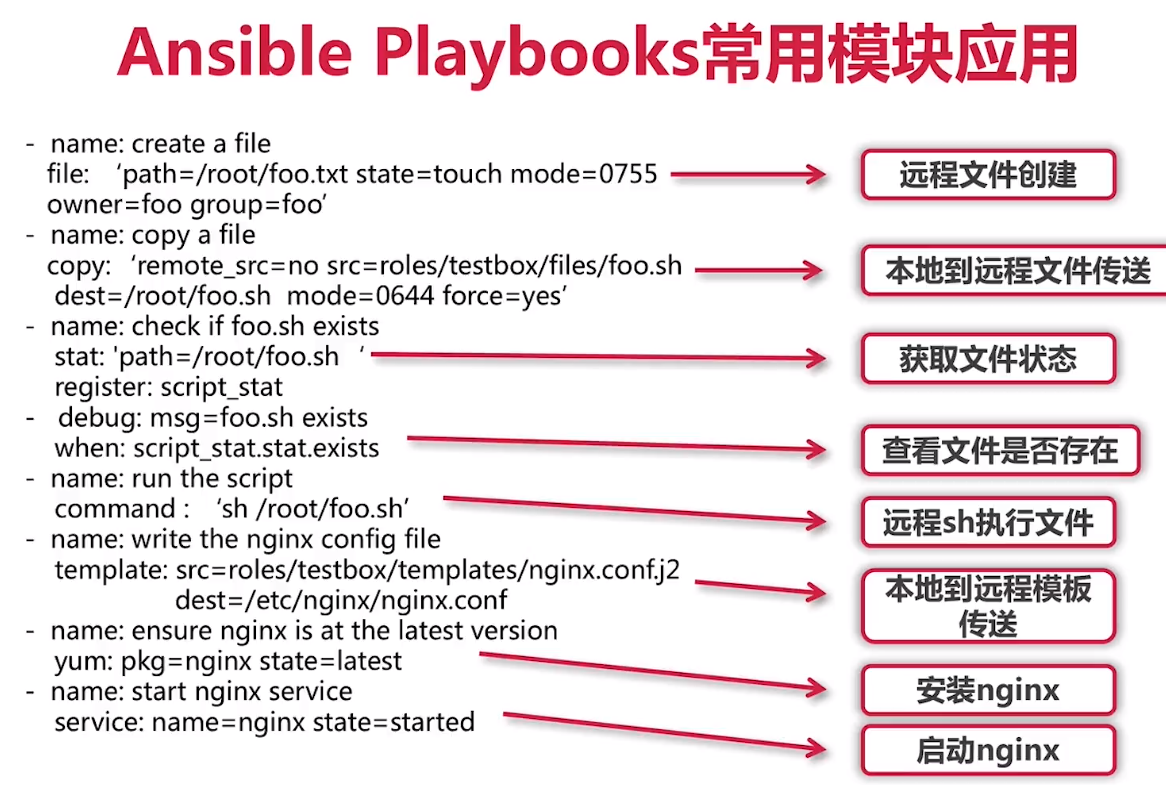 Ansible Playbooks常用模块应用
- name: create a file
file: ‘path=/root/foo.txt state=touch mode=0755
owner=foo group=foo’
远程文件创建
- name: copy a file
copy: ‘remote_src=no src=roles/testbox/files/foo.sh
dest=/root/foo.sh mode=0644 force=yes’
本地到远程文件传送
- name: check if foo.sh exists
stat: 'path=/root/foo.sh ‘
register: script_stat
获取文件状态
- debug: msg=foo.sh exists
when: script_stat.stat.exists
查看文件是否存在
- name: run the script
command : ‘sh /root/foo.sh’
远程sh执行文件
- name: write the nginx config file
template: src=roles/testbox/templates/nginx.conf.j2
dest=/etc/nginx/nginx.conf
本地到远程模板
传送
- name: ensure nginx is at the latest version
yum: pkg=nginx state=latest
安装nginx
- name: start nginx service
service: name=nginx state=started
启动nginx